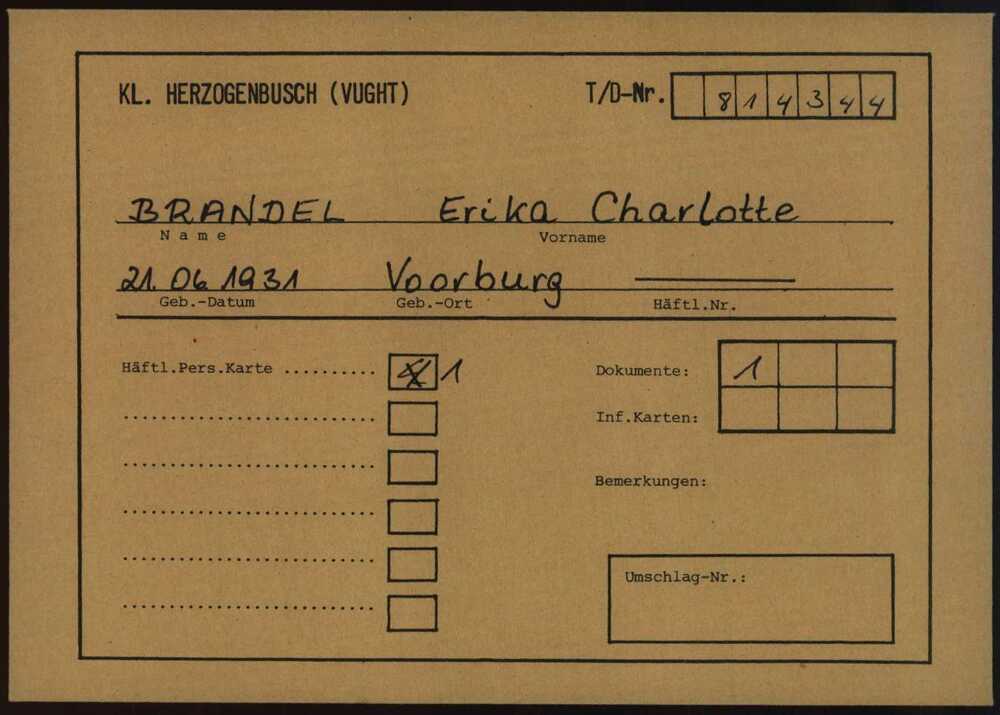 KL. HERZOGENBUSCH (VUGHT) T/D-Nr. 814344
BRANDEL Erika Charlotte
Name Vorname
21.06.1931 Voorburg
Geb.-Datum Geb.-Ort Häftl.Nr.
Häftl.Pers.Karte .......... 1 Dokumente: 1
Inf.Karten:
Bemerkungen:
Umschlag-Nr.: